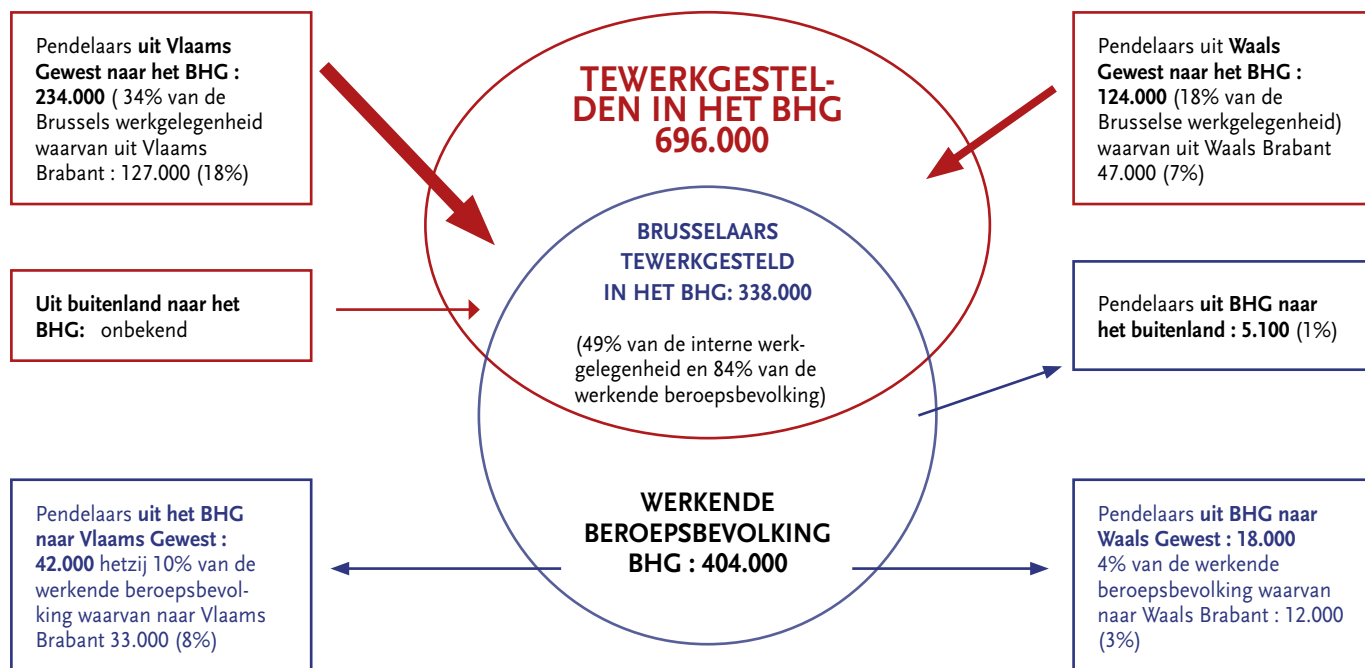 Pendelaars uit Vlaams
Gewest naar het BHG :
234.000 ( 34% van de
Brussels werkgelegenheid
waarvan uit Vlaams
Brabant : 127.000 (18%)
TEWERKGESTEL-
DEN IN HET BHG
696.000
Pendelaars uit Waals
Gewest naar het BHG :
124.000 (18% van de
Brusselse werkgelegenheid)
waarvan uit Waals Brabant
47.000 (7%)
BRUSSELAARS
TEWERKGESTELD
IN HET BHG: 338.000
(49% van de interne werk-
gelegenheid en 84% van de
werkende beroepsbevolking)
Uit buitenland naar het
BHG: onbekend
Pendelaars uit BHG naar
het buitenland : 5.100 (1%)
Pendelaars uit het BHG
naar Vlaams Gewest :
42.000 hetzij 10% van de
werkende beroepsbevol-
king waarvan naar Vlaams
Brabant 33.000 (8%)
WERKENDE
BEROEPSBEVOLKING
BHG : 404.000
Pendelaars uit BHG naar
Waals Gewest : 18.000
4% van de werkende
beroepsbevolking waarvan
naar Waals Brabant : 12.000
(3%)